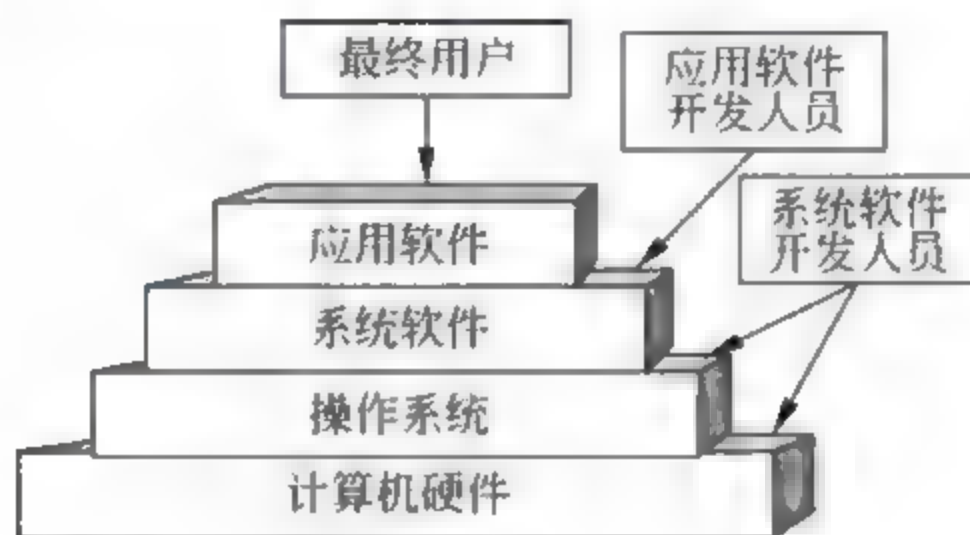 最终用户
应用软件
开发人员
系统软件
开发人员
应用软件
系统软件
操作系统
计算机硬件